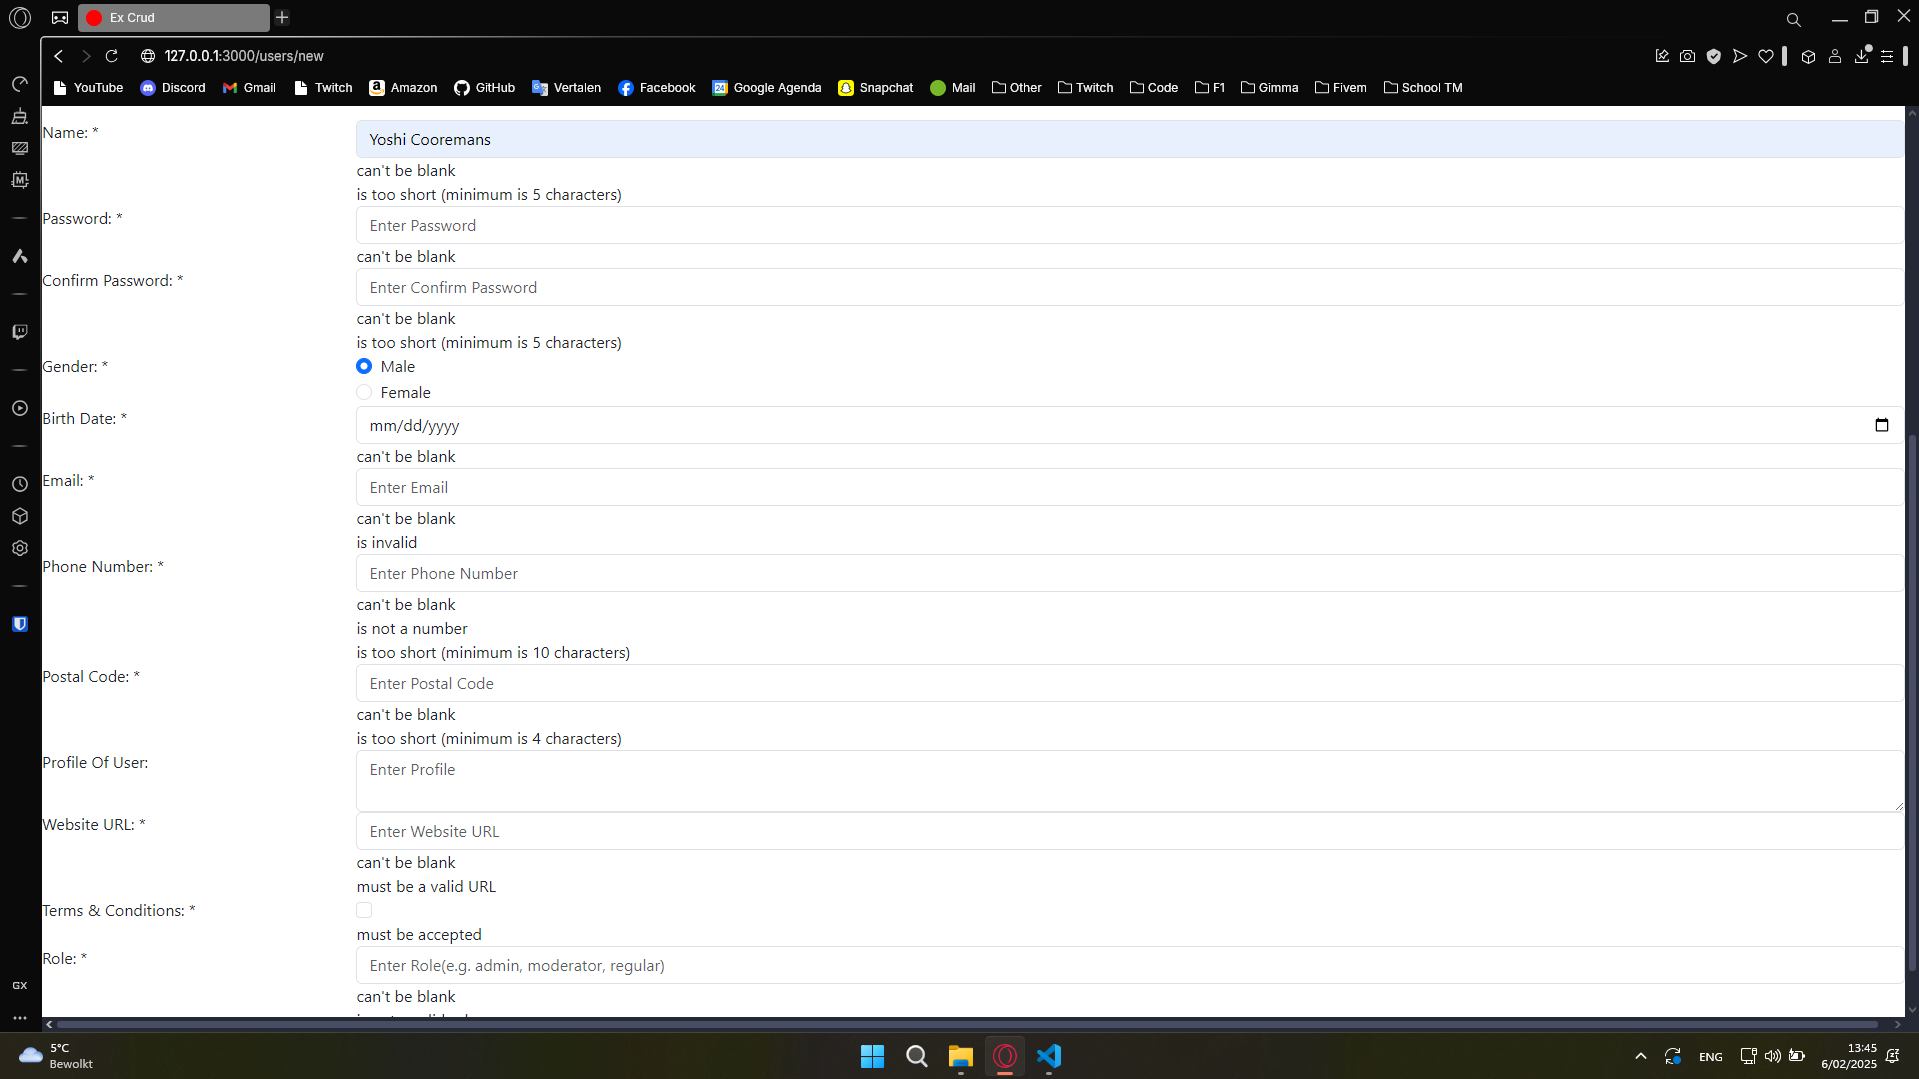 Ex Crud
127.0.0.1:3000/users/new
YouTube Discord Gmail Twitch Amazon GitHub Vertalen Facebook Google Agenda Snapchat Mail Other Twitch Code F1 Gimma Fivem School TM
Name: *
Yoshi Cooremans
can't be blank
is too short (minimum is 5 characters)
Password: *
Enter Password
can't be blank
Confirm Password: *
Enter Confirm Password
can't be blank
is too short (minimum is 5 characters)
Gender: *
Male
Female
Birth Date: *
mm/dd/yyyy
can't be blank
Email: *
Enter Email
can't be blank
is invalid
Phone Number: *
Enter Phone Number
can't be blank
is not a number
is too short (minimum is 10 characters)
Postal Code: *
Enter Postal Code
can't be blank
is too short (minimum is 4 characters)
Profile Of User:
Enter Profile
Website URL: *
Enter Website URL
can't be blank
must be a valid URL
Terms & Conditions: *
must be accepted
Role: *
Enter Role(e.g. admin, moderator, regular)
can't be blank
GX
5°C
Bewolkt
ENG
13:45
6/02/2025